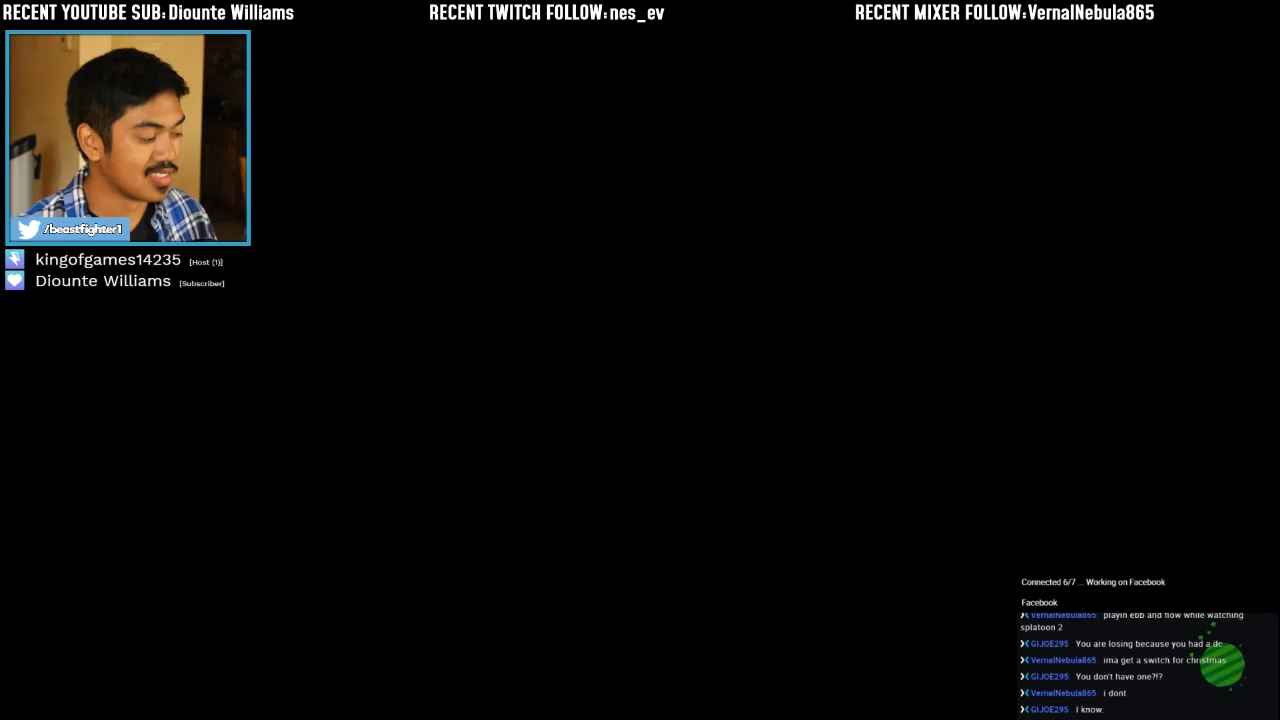 RECENT YOUTUBE SUB: Diounte Williams
RECENT TWITCH FOLLOW: nes_ev
RECENT MIXER FOLLOW: VernalNebula865
/beastfighter1
kingofgames14235 [Host (1)]
Diounte Williams [Subscriber]
Connected 6/7 ... Working on Facebook
Facebook
VernalNebula865 playin ebb and flow while watching
splatoon 2
GIJOE295 You are losing because you had a dc
VernalNebula865 ima get a switch for christmas
GIJOE295 You don't have one?!?
VernalNebula865 i dont
GIJOE295 I know.